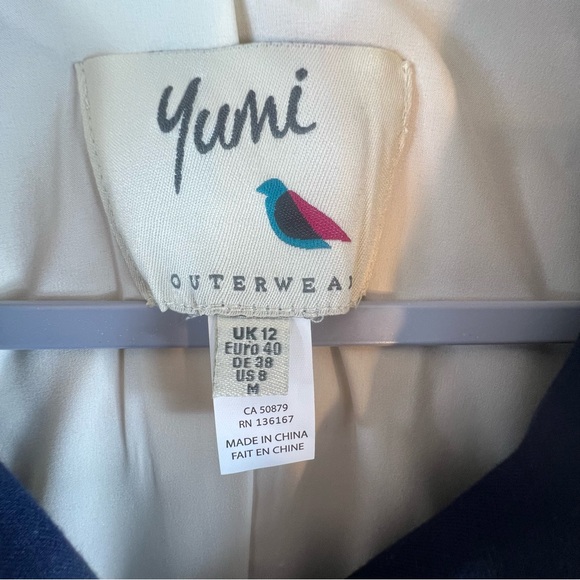 yumi
OUTERWEAR
UK 12
Euro 40
DE 38
US 8
M
CA 50879
RN 136167
MADE IN CHINA
FAIT EN CHINE